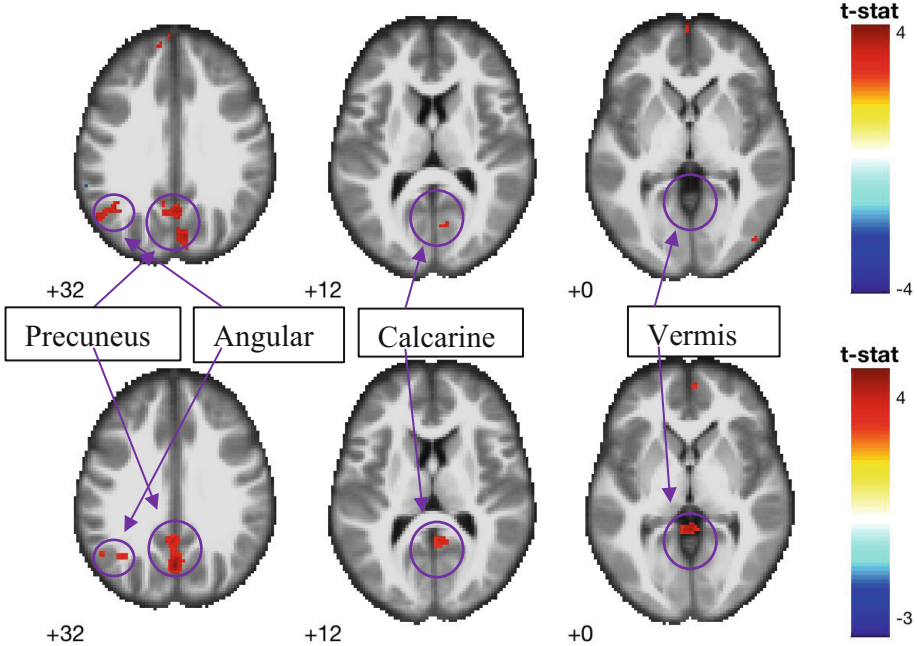 t-stat
4
-4
+32
+12
+0
Precuneus
Angular
Calcarine
Vermis
t-stat
4
-3
+32
+12
+0